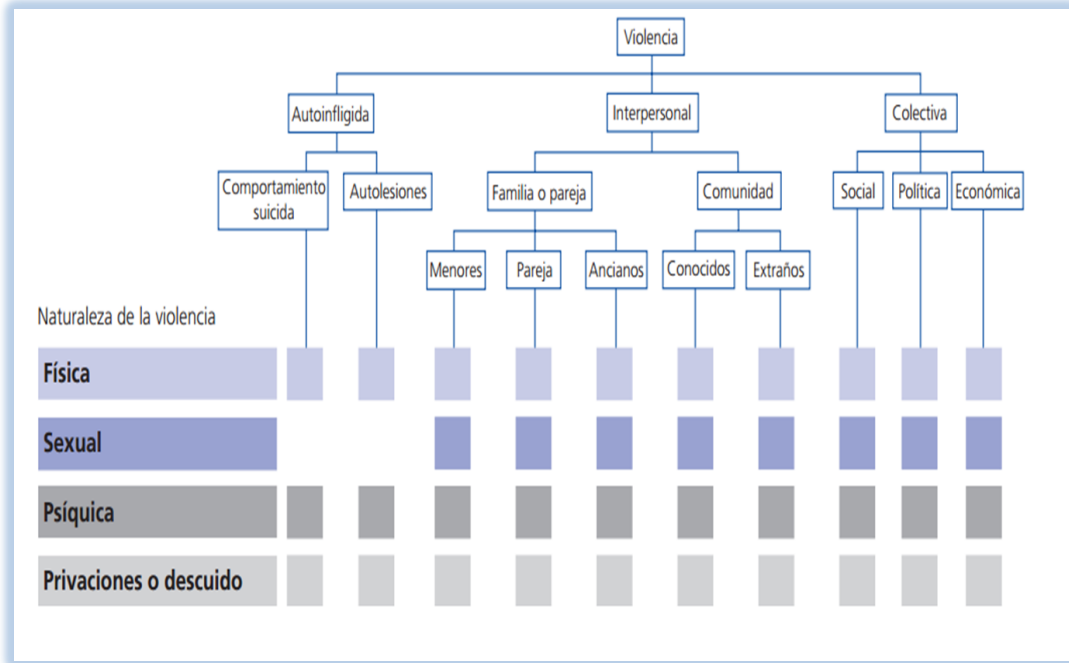 Violencia
Autoinfligida
Interpersonal
Colectiva
Comportamiento
suicida
Autolesiones
Familia o pareja
Comunidad
Social
Política
Económica
Menores
Pareja
Ancianos
Conocidos
Extraños
Naturaleza de la violencia
Física
Sexual
Psíquica
Privaciones o descuido